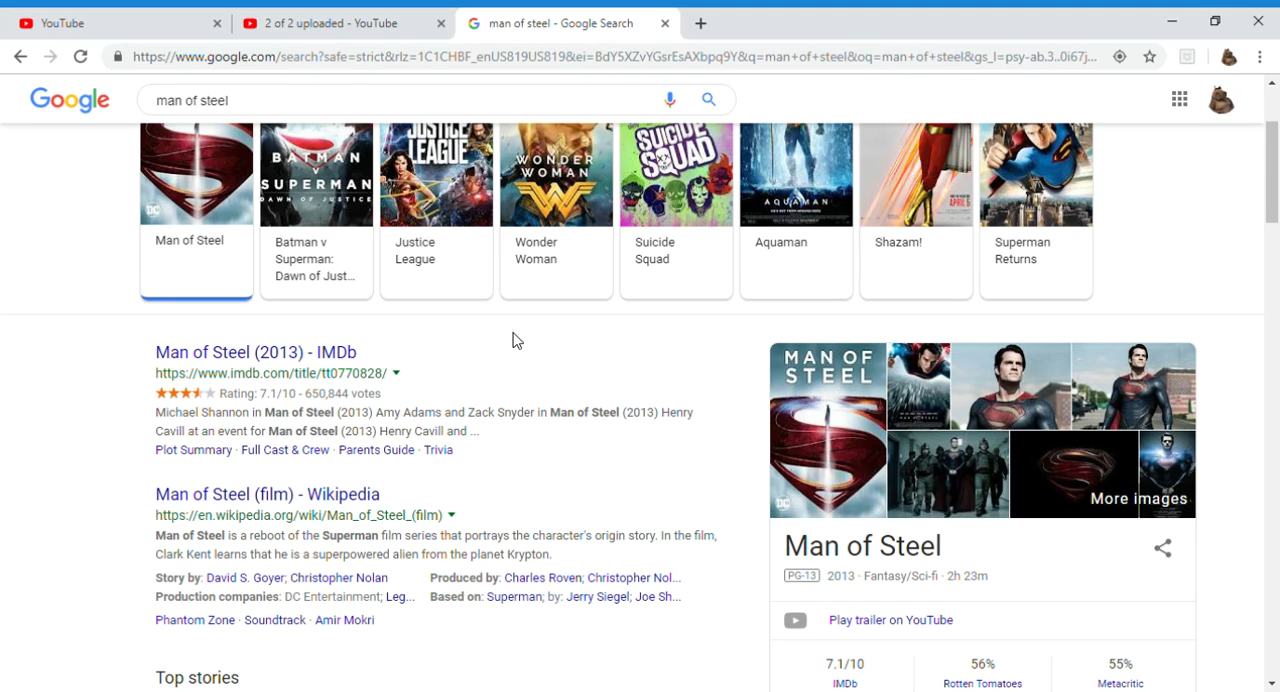 YouTube
2 of 2 uploaded - YouTube
man of steel - Google Search
https://www.google.com/search?safe=strict&rlz=1C1CHBF_enUS819US819&ei=BdY5XZvYGsrEsAXbpq9Y&q=man+of+steel&oq=man+of+steel&gs_l=psy-ab.3..0i67j...
Google
man of steel
DC
BATMAN
V
SUPERMAN
DAWN OF JUSTICE
JUSTICE
LEAGUE
WONDER
WOMAN
SUICIDE
SQUAD
AQUAMAN
APRIL 5
Man of Steel
Batman v
Superman:
Dawn of Just...
Justice
League
Wonder
Woman
Suicide
Squad
Aquaman
Shazam!
Superman
Returns
Man of Steel (2013) - IMDb
https://www.imdb.com/title/tt0770828/
Rating: 7.1/10 - 650,844 votes
Michael Shannon in Man of Steel (2013) Amy Adams and Zack Snyder in Man of Steel (2013) Henry
Cavill at an event for Man of Steel (2013) Henry Cavill and ...
Plot Summary · Full Cast & Crew · Parents Guide · Trivia
Man of Steel (film) - Wikipedia
https://en.wikipedia.org/wiki/Man_of_Steel_(film)
Man of Steel is a reboot of the Superman film series that portrays the character's origin story. In the film,
Clark Kent learns that he is a superpowered alien from the planet Krypton.
Story by: David S. Goyer; Christopher Nolan
Produced by: Charles Roven; Christopher Nol...
Production companies: DC Entertainment; Leg...
Based on: Superman; by: Jerry Siegel; Joe Sh...
Phantom Zone · Soundtrack · Amir Mokri
Top stories
MAN OF
STEEL
DC
More images
Man of Steel
PG-13 2013 · Fantasy/Sci-fi · 2h 23m
Play trailer on YouTube
7.1/10
IMDb
56%
Rotten Tomatoes
55%
Metacritic